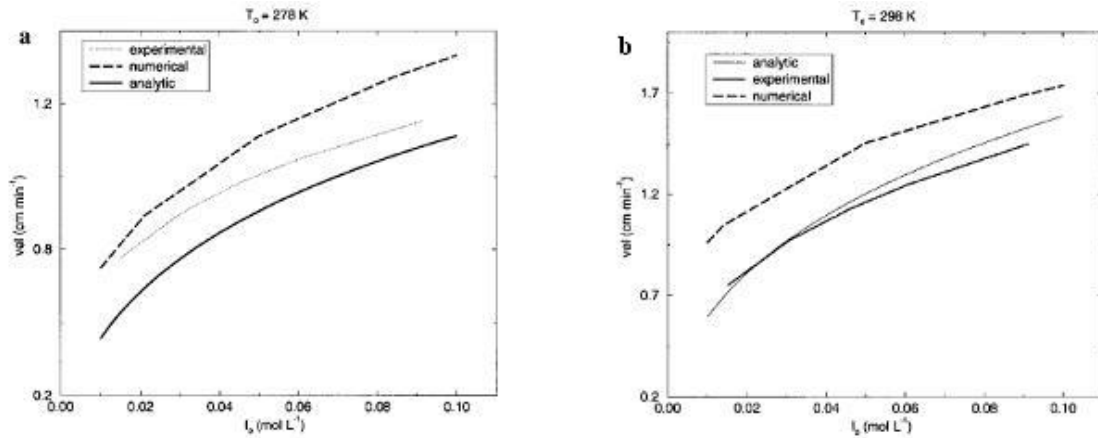 T₀ = 278 K
a
experimental
numerical
analytic
1.2
0.8
0.2
vel (cm min⁻¹)
0.00 0.02 0.04 0.06 0.08 0.10
I₀ (mol L⁻¹)
T₀ = 298 K
b
analytic
experimental
numerical
1.7
1.2
0.7
0.2
vel (cm min⁻¹)
0.00 0.02 0.04 0.06 0.08 0.10
I₀ (mol L⁻¹)